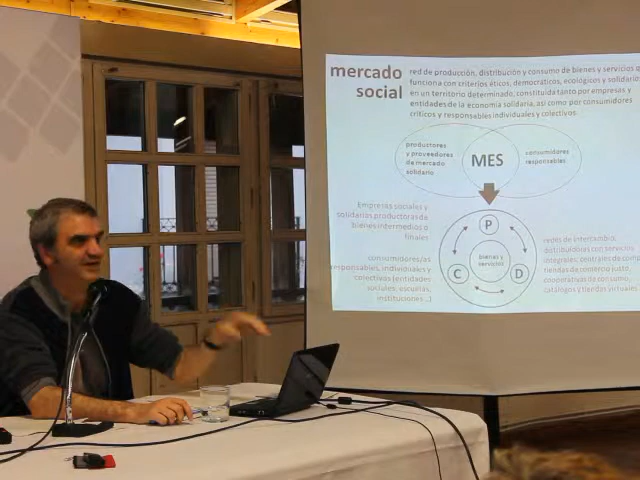 mercado
social
red de producción, distribución y consumo de bienes y servicios q
funciona con criterios éticos, democráticos, ecológicos y solidario
en un territorio determinado, constituida tanto por empresas y
entidades de la economía solidaria, así como por consumidores
críticos y responsables individuales y colectivos.
productores
y proveedores
de mercado
solidario
MES
consumidores
responsables
Empresas sociales y
solidarias productoras de
bienes intermedios o
finales
P
bienes y
servicios
C
D
consumidores/as
responsables, individuales y
colectivos (entidades
sociales, escuelas,
instituciones...)
redes de intercambio,
distribuidoras con servicios
integrales; centrales de comp
tiendas de comercio justo,
cooperativas de consumo,
catálogos y tiendas virtuales